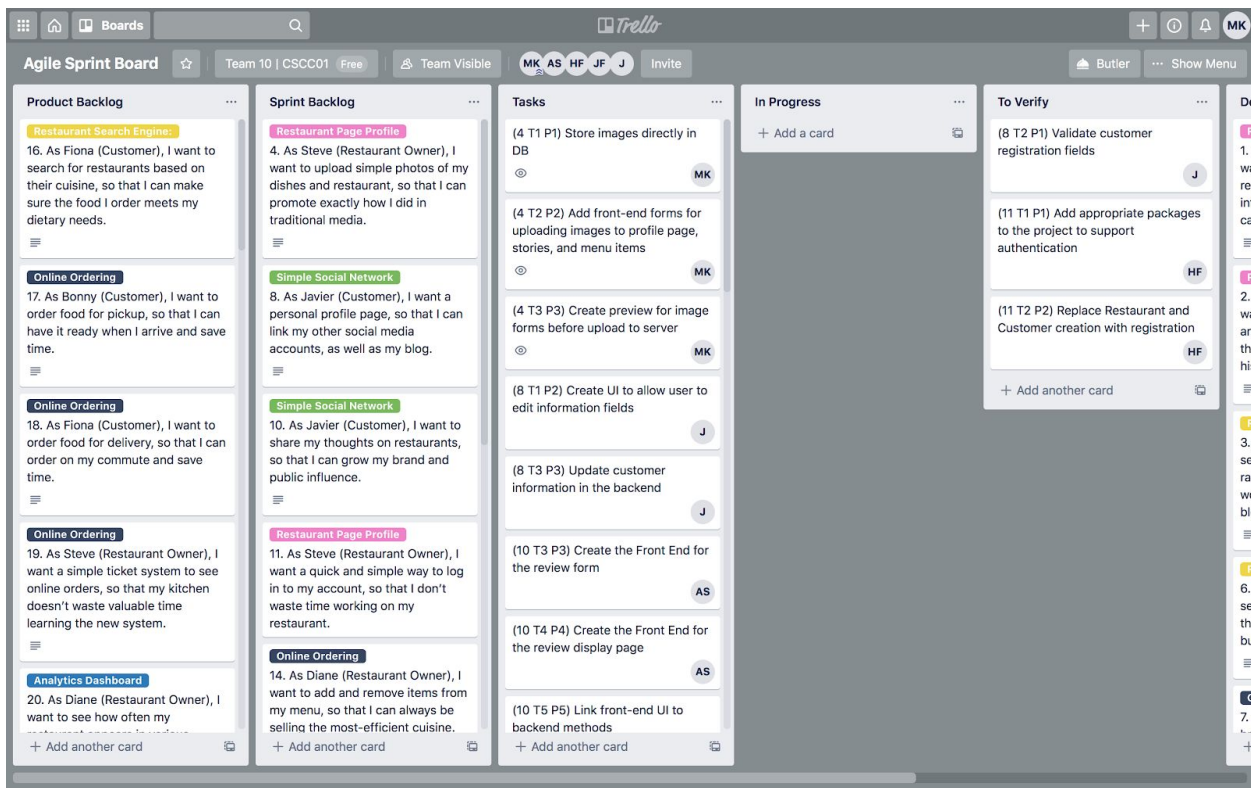 Boards
Trello
MK
Agile Sprint Board
Team 10 | CSCC01 Free
Team Visible
MK AS HF JF J
Invite
Butler
Show Menu
Product Backlog
Restaurant Search Engine:
16. As Fiona (Customer), I want to
search for restaurants based on
their cuisine, so that I can make
sure the food I order meets my
dietary needs.
Online Ordering
17. As Bonny (Customer), I want to
order food for pickup, so that I can
have it ready when I arrive and save
time.
Online Ordering
18. As Fiona (Customer), I want to
order food for delivery, so that I can
order on my commute and save
time.
Online Ordering
19. As Steve (Restaurant Owner), I
want a simple ticket system to see
online orders, so that my kitchen
doesn't waste valuable time
learning the new system.
Analytics Dashboard
20. As Diane (Restaurant Owner), I
want to see how often my
+ Add another card
Sprint Backlog
Restaurant Page Profile
4. As Steve (Restaurant Owner), I
want to upload simple photos of my
dishes and restaurant, so that I can
promote exactly how I did in
traditional media.
Simple Social Network
8. As Javier (Customer), I want a
personal profile page, so that I can
link my other social media
accounts, as well as my blog.
Simple Social Network
10. As Javier (Customer), I want to
share my thoughts on restaurants,
so that I can grow my brand and
public influence.
Restaurant Page Profile
11. As Steve (Restaurant Owner), I
want a quick and simple way to log
in to my account, so that I don't
waste time working on my
restaurant.
Online Ordering
14. As Diane (Restaurant Owner), I
want to add and remove items from
my menu, so that I can always be
selling the most-efficient cuisine.
+ Add another card
Tasks
(4 T1 P1) Store images directly in
DB
MK
(4 T2 P2) Add front-end forms for
uploading images to profile page,
stories, and menu items
MK
(4 T3 P3) Create preview for image
forms before upload to server
MK
(8 T1 P2) Create UI to allow user to
edit information fields
J
(8 T3 P3) Update customer
information in the backend
J
(10 T3 P3) Create the Front End for
the review form
AS
(10 T4 P4) Create the Front End for
the review display page
AS
(10 T5 P5) Link front-end UI to
backend methods
+ Add another card
In Progress
+ Add a card
To Verify
(8 T2 P1) Validate customer
registration fields
J
(11 T1 P1) Add appropriate packages
to the project to support
authentication
HF
(11 T2 P2) Replace Restaurant and
Customer creation with registration
HF
+ Add another card
1.
2.
3.
6.
7.